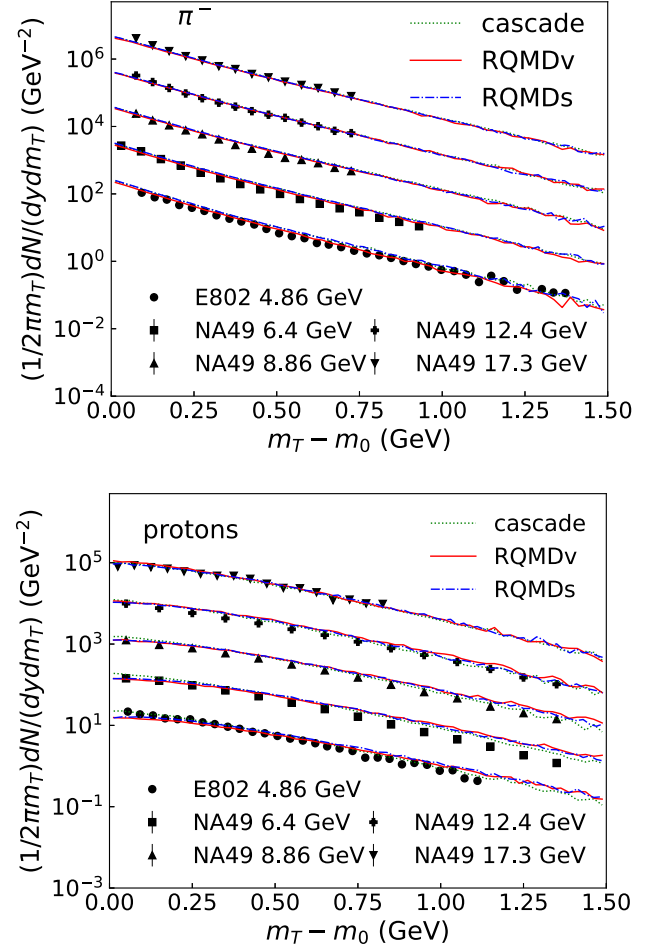 π⁻
cascade
RQMDv
RQMDs
10⁶
10⁴
10²
10⁰
10⁻²
10⁻⁴
(1/2πm_T)dN/(dydm_T) (GeV⁻²)
E802 4.86 GeV
NA49 6.4 GeV
NA49 12.4 GeV
NA49 8.86 GeV
NA49 17.3 GeV
0.00 0.25 0.50 0.75 1.00 1.25 1.50
m_T − m₀ (GeV)
protons
cascade
RQMDv
RQMDs
10⁵
10³
10¹
10⁻¹
10⁻³
(1/2πm_T)dN/(dydm_T) (GeV⁻²)
E802 4.86 GeV
NA49 6.4 GeV
NA49 12.4 GeV
NA49 8.86 GeV
NA49 17.3 GeV
0.00 0.25 0.50 0.75 1.00 1.25 1.50
m_T − m₀ (GeV)